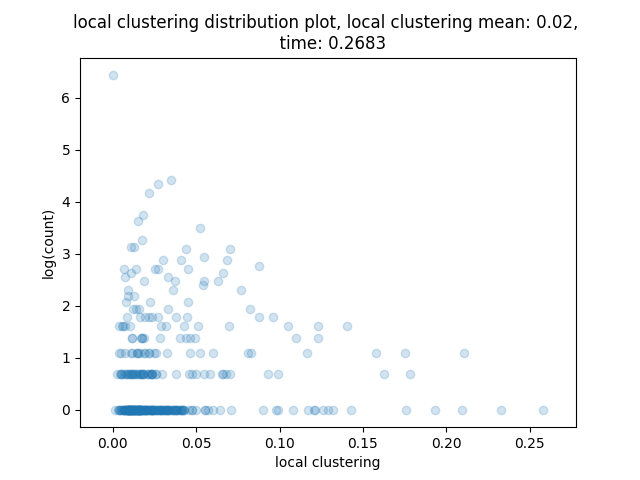 local clustering distribution plot, local clustering mean: 0.02,
time: 0.2683
6
5
4
3
2
1
0
log(count)
0.00 0.05 0.10 0.15 0.20 0.25
local clustering